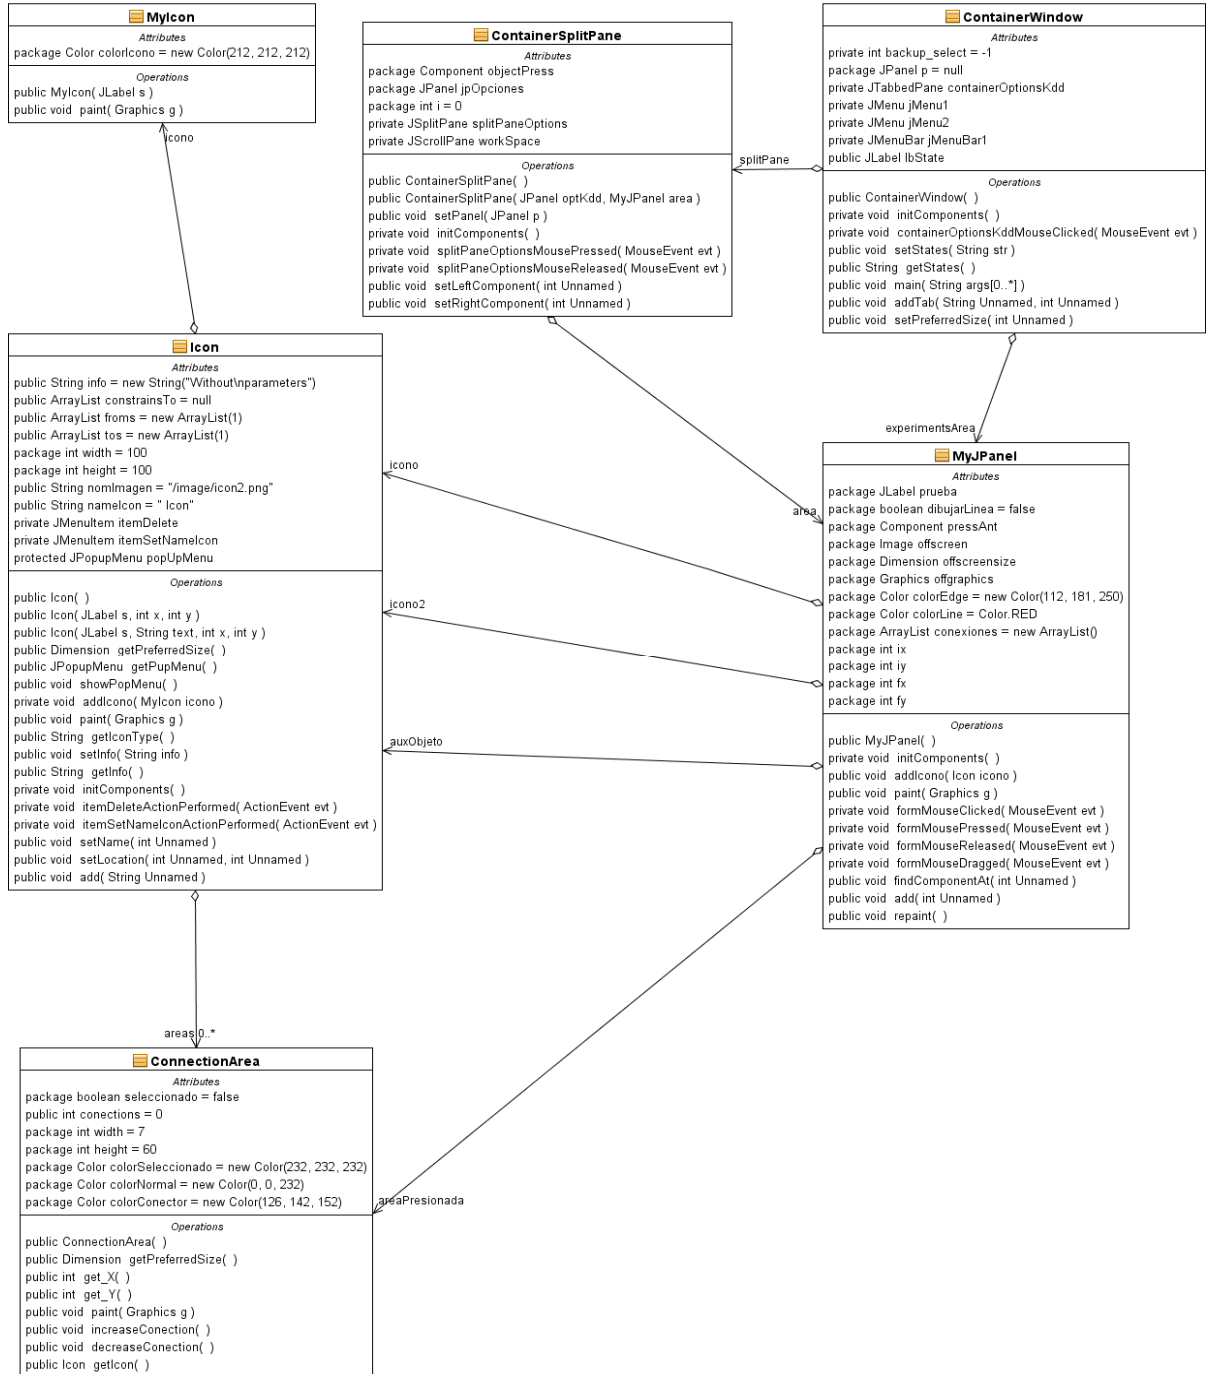 MyIcon
Attributes
package Color colorIcono = new Color(212, 212, 212)
Operations
public MyIcon( JLabel s )
public void paint( Graphics g )
icono
ContainerSplitPane
Attributes
package Component objectPress
package JPanel jpOpciones
package int i = 0
private JSplitPane splitPaneOptions
private JScrollPane workSpace
Operations
public ContainerSplitPane( )
public ContainerSplitPane( JPanel optKdd, MyJPanel area )
public void setPanel( JPanel p )
private void initComponents( )
private void splitPaneOptionsMousePressed( MouseEvent evt )
private void splitPaneOptionsMouseReleased( MouseEvent evt )
public void setLeftComponent( int Unnamed )
public void setRightComponent( int Unnamed )
splitPane
ContainerWindow
Attributes
private int backup_select = -1
package JPanel p = null
private JTabbedPane containerOptionsKdd
private JMenu jMenu1
private JMenu jMenu2
private JMenuBar jMenuBar1
public JLabel lbState
Operations
public ContainerWindow( )
private void initComponents( )
private void containerOptionsKddMouseClicked( MouseEvent evt )
public void setStates( String str )
public String getStates( )
public void main( String args[0..*] )
public void addTab( String Unnamed, int Unnamed )
public void setPreferredSize( int Unnamed )
Icon
Attributes
public String info = new String("Without\nparameters")
public ArrayList constrainsTo = null
public ArrayList froms = new ArrayList(1)
public ArrayList tos = new ArrayList(1)
package int width = 100
package int height = 100
public String nomImagen = "/image/icon2.png"
public String nameIcon = " Icon"
private JMenuItem itemDelete
private JMenuItem itemSetNameIcon
protected JPopupMenu popUpMenu
Operations
public Icon( )
public Icon( JLabel s, int x, int y )
public Icon( JLabel s, String text, int x, int y )
public Dimension getPreferredSize( )
public JPopupMenu getPupMenu( )
public void showPopMenu( )
private void addIcono( MyIcon icono )
public void paint( Graphics g )
public String getIconType( )
public void setInfo( String info )
public String getInfo( )
private void initComponents( )
private void itemDeleteActionPerformed( ActionEvent evt )
private void itemSetNameIconActionPerformed( ActionEvent evt )
public void setName( int Unnamed )
public void setLocation( int Unnamed, int Unnamed )
public void add( String Unnamed )
icono
icono2
auxObjeto
area
experimentsArea
MyJPanel
Attributes
package JLabel prueba
package boolean dibujarLinea = false
package Component pressAnt
package Image offscreen
package Dimension offscreensize
package Graphics offgraphics
package Color colorEdge = new Color(112, 181, 250)
package Color colorLine = Color.RED
package ArrayList conexiones = new ArrayList()
package int ix
package int iy
package int fx
package int fy
Operations
public MyJPanel( )
private void initComponents( )
public void addIcono( Icon icono )
public void paint( Graphics g )
private void formMouseClicked( MouseEvent evt )
private void formMousePressed( MouseEvent evt )
private void formMouseReleased( MouseEvent evt )
private void formMouseDragged( MouseEvent evt )
public void findComponentAt( int Unnamed )
public void add( int Unnamed )
public void repaint( )
areas 0..*
areaPresionada
ConnectionArea
Attributes
package boolean seleccionado = false
public int conections = 0
package int width = 7
package int height = 60
package Color colorSeleccionado = new Color(232, 232, 232)
package Color colorNormal = new Color(0, 0, 232)
package Color colorConector = new Color(126, 142, 152)
Operations
public ConnectionArea( )
public Dimension getPreferredSize( )
public int get_X( )
public int get_Y( )
public void paint( Graphics g )
public void increaseConection( )
public void decreaseConection( )
public Icon getIcon( )